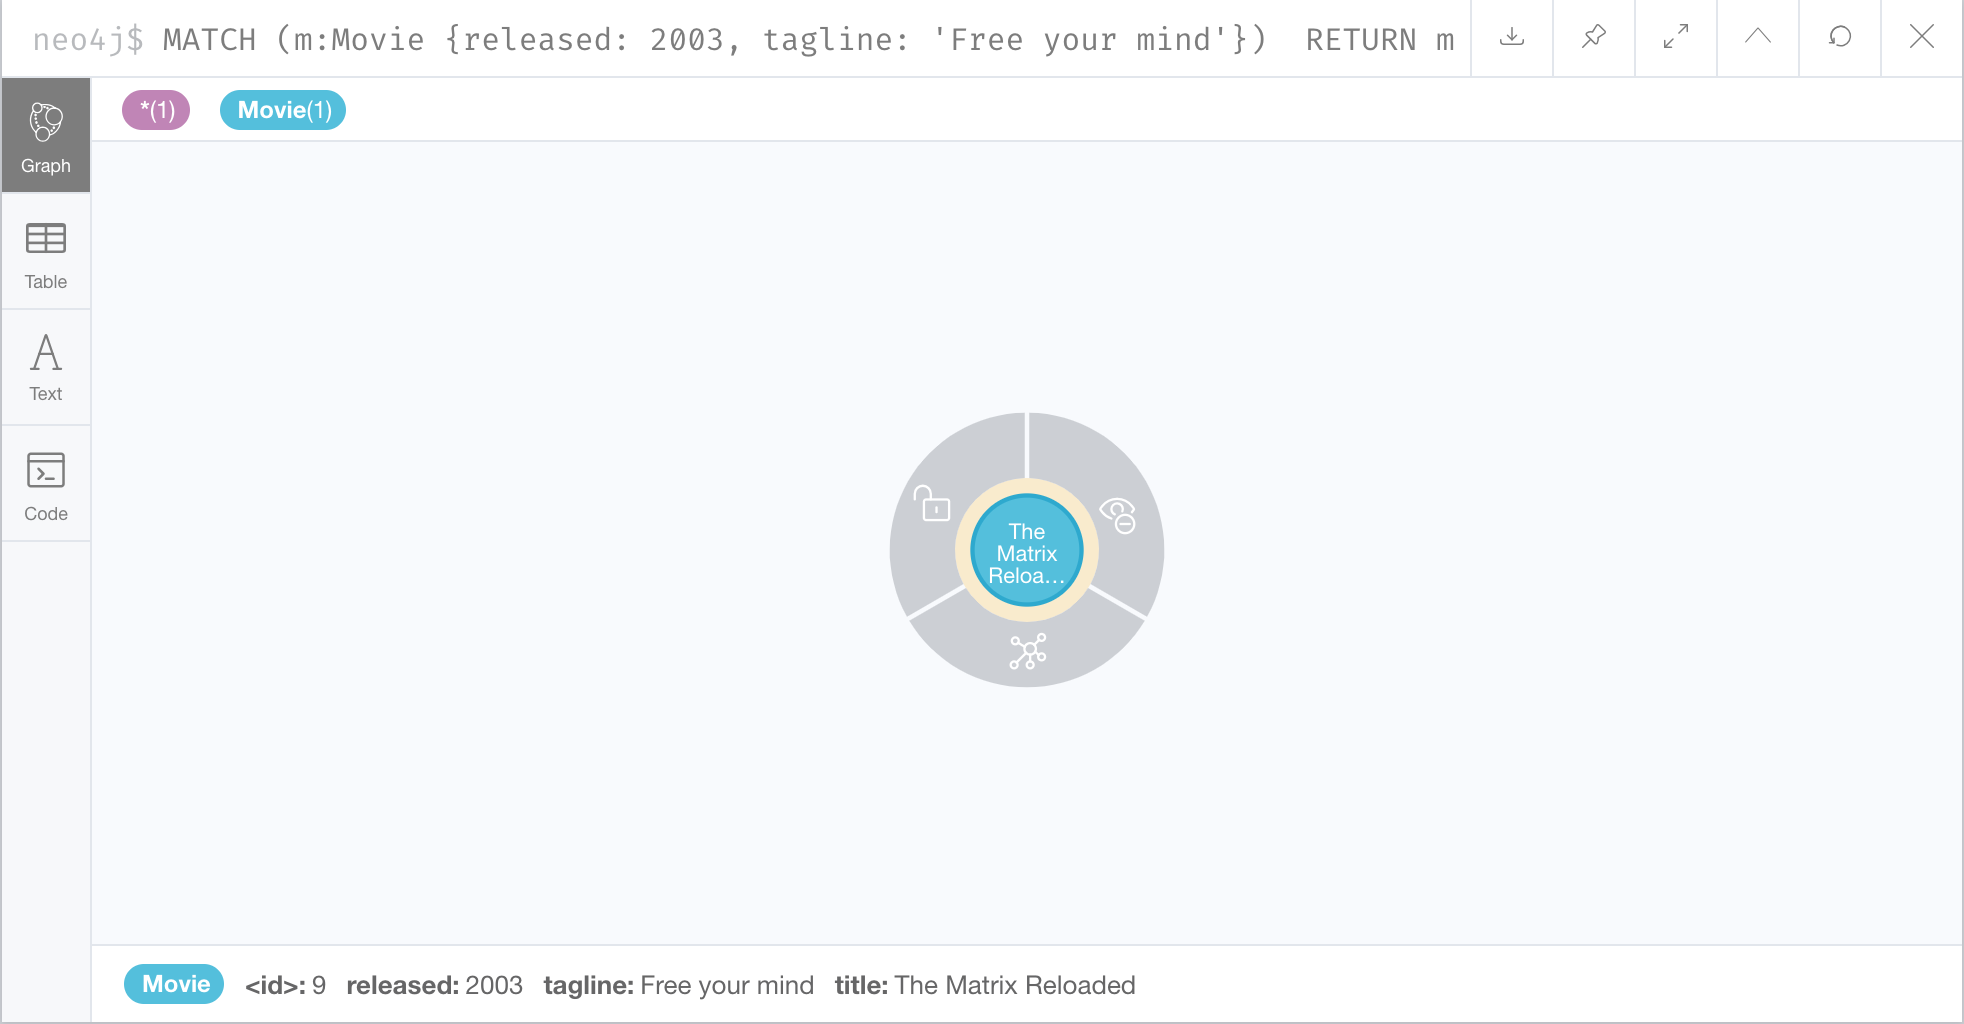 neo4j$ MATCH (m:Movie {released: 2003, tagline: 'Free your mind'})  RETURN m
*(1) Movie(1)
Graph
Table
Text
Code
The
Matrix
Reloa…
Movie <id>: 9 released: 2003 tagline: Free your mind title: The Matrix Reloaded